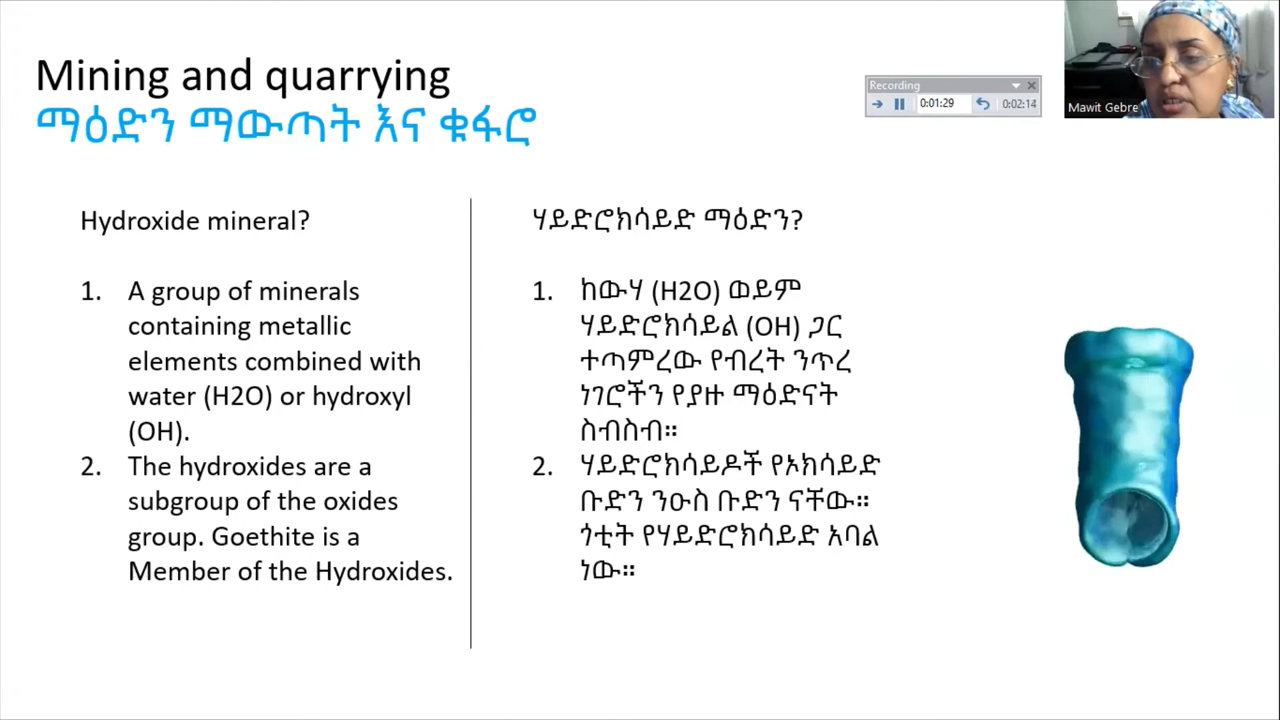 Mining and quarrying
ማዕድን ማውጣት እና ቁፋሮ
Recording
0:01:29
0:02:14
Mawit Gebre
Hydroxide mineral?
1. A group of minerals
containing metallic
elements combined with
water (H2O) or hydroxyl
(OH).
2. The hydroxides are a
subgroup of the oxides
group. Goethite is a
Member of the Hydroxides.
ሃይድሮክሳይድ ማዕድን?
1. ከውሃ (H2O) ወይም
ሃይድሮክሳይል (OH) ጋር
ተጣምረው የብረት ንጥረ
ነገሮችን የያዙ ማዕድናት
ስብስብ።
2. ሃይድሮክሳይዶች የኦክሳይድ
ቡድን ንዑስ ቡድን ናቸው።
ጎቲት የሃይድሮክሳይድ አባል
ነው።